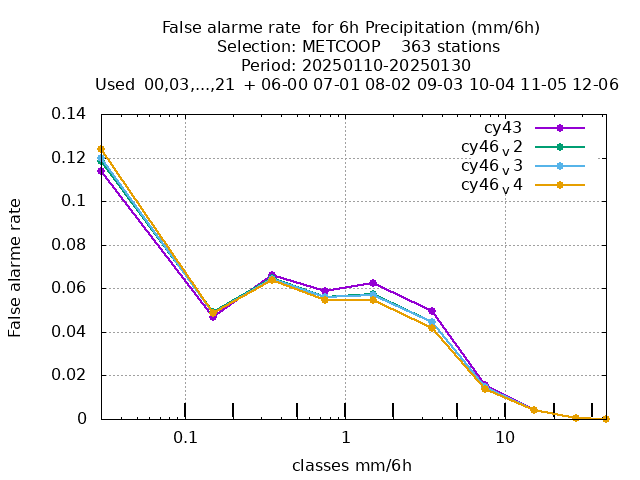 False alarme rate  for 6h Precipitation (mm/6h)
Selection: METCOOP    363 stations
Period: 20250110-20250130
Used  00,03,...,21  + 06-00 07-01 08-02 09-03 10-04 11-05 12-06
0.14
0.12
0.1
0.08
0.06
0.04
0.02
0
False alarme rate
cy43
cy46v2
cy46v3
cy46v4
0.1
1
10
classes mm/6h